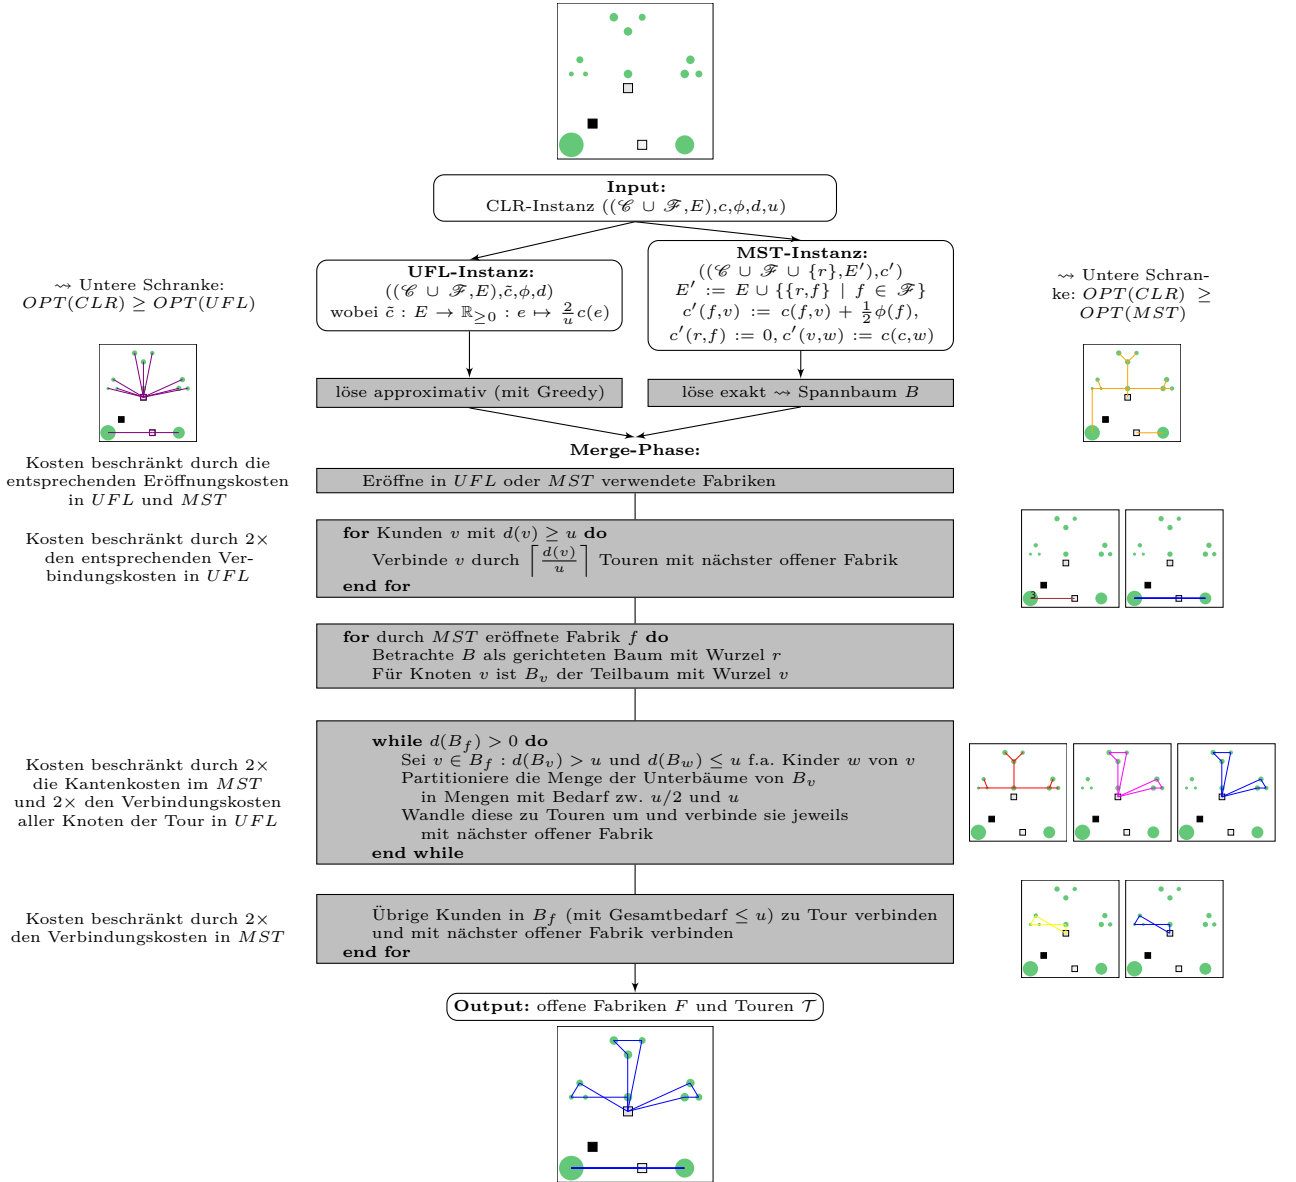 Input:
CLR-Instanz ((𝒞 ∪ ℱ,E),c,ϕ,d,u)
UFL-Instanz:
((𝒞 ∪ ℱ,E),c̃,ϕ,d)
wobei c̃ : E → ℝ≥0 : e ↦ 2/u c(e)
MST-Instanz:
((𝒞 ∪ ℱ ∪ {r},E′),c′)
E′ := E ∪ {{r,f} | f ∈ ℱ}
c′(f,v) := c(f,v) + 1/2 ϕ(f),
c′(r,f) := 0, c′(v,w) := c(c,w)
⇝ Untere Schranke:
OPT(CLR) ≥ OPT(UFL)
⇝ Untere Schran-
ke: OPT(CLR) ≥
OPT(MST)
löse approximativ (mit Greedy)
löse exakt ⇝ Spannbaum B
Merge-Phase:
Kosten beschränkt durch die
entsprechenden Eröffnungskosten
in UFL und MST
Eröffne in UFL oder MST verwendete Fabriken
Kosten beschränkt durch 2×
den entsprechenden Ver-
bindungskosten in UFL
for Kunden v mit d(v) ≥ u do
Verbinde v durch ⌈d(v)/u⌉ Touren mit nächster offener Fabrik
end for
3
for durch MST eröffnete Fabrik f do
Betrachte B als gerichteten Baum mit Wurzel r
Für Knoten v ist B_v der Teilbaum mit Wurzel v
Kosten beschränkt durch 2×
die Kantenkosten im MST
und 2× den Verbindungskosten
aller Knoten der Tour in UFL
while d(B_f) > 0 do
Sei v ∈ B_f : d(B_v) > u und d(B_w) ≤ u f.a. Kinder w von v
Partitioniere die Menge der Unterbäume von B_v
in Mengen mit Bedarf zw. u/2 und u
Wandle diese zu Touren um und verbinde sie jeweils
mit nächster offener Fabrik
end while
Kosten beschränkt durch 2×
den Verbindungskosten in MST
Übrige Kunden in B_f (mit Gesamtbedarf ≤ u) zu Tour verbinden
und mit nächster offener Fabrik verbinden
end for
Output: offene Fabriken F und Touren 𝒯